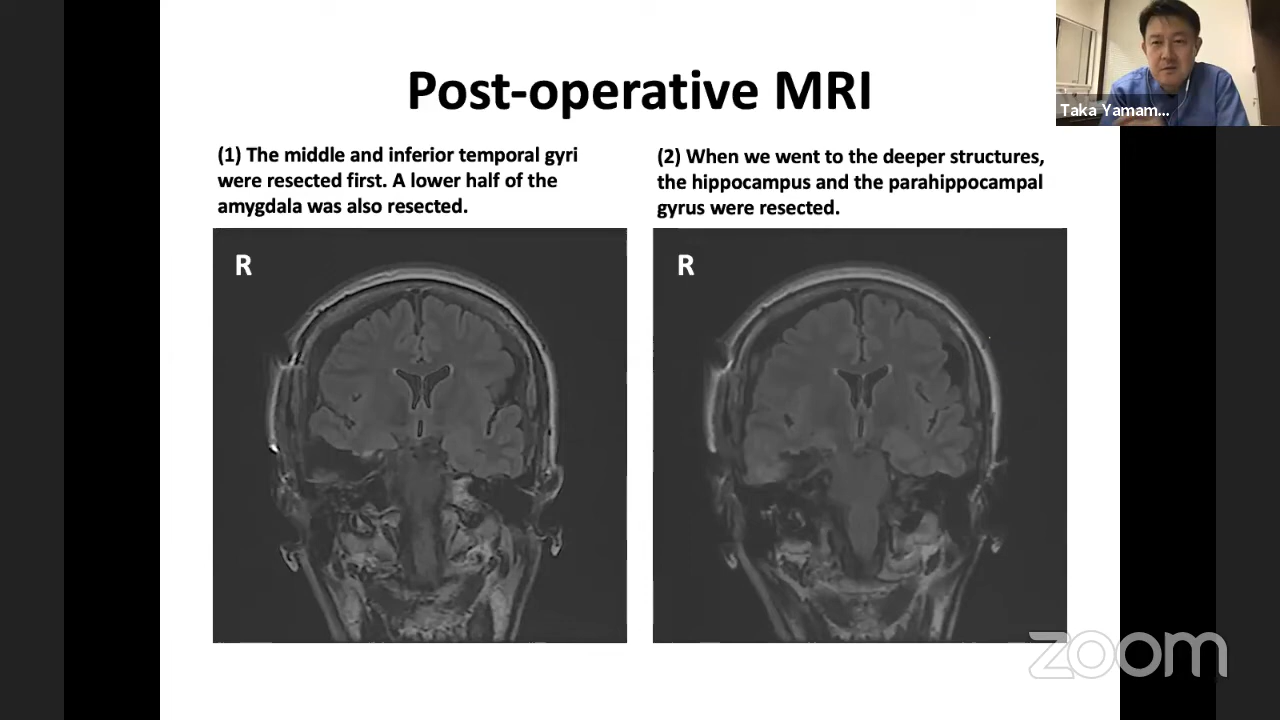 Taka Yamam...
Post-operative MRI
(1) The middle and inferior temporal gyri
were resected first. A lower half of the
amygdala was also resected.
(2) When we went to the deeper structures,
the hippocampus and the parahippocampal
gyrus were resected.
R
R
zoom